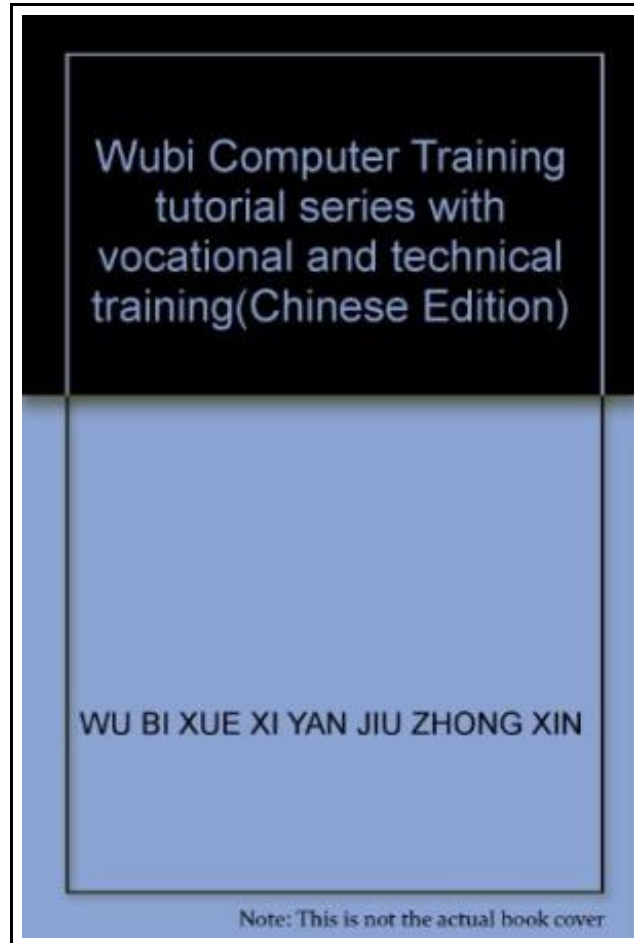 Wubi Computer Training
tutorial series with
vocational and technical
training(Chinese Edition)
WU BI XUE XI YAN JIU ZHONG XIN
Note: This is not the actual book cover